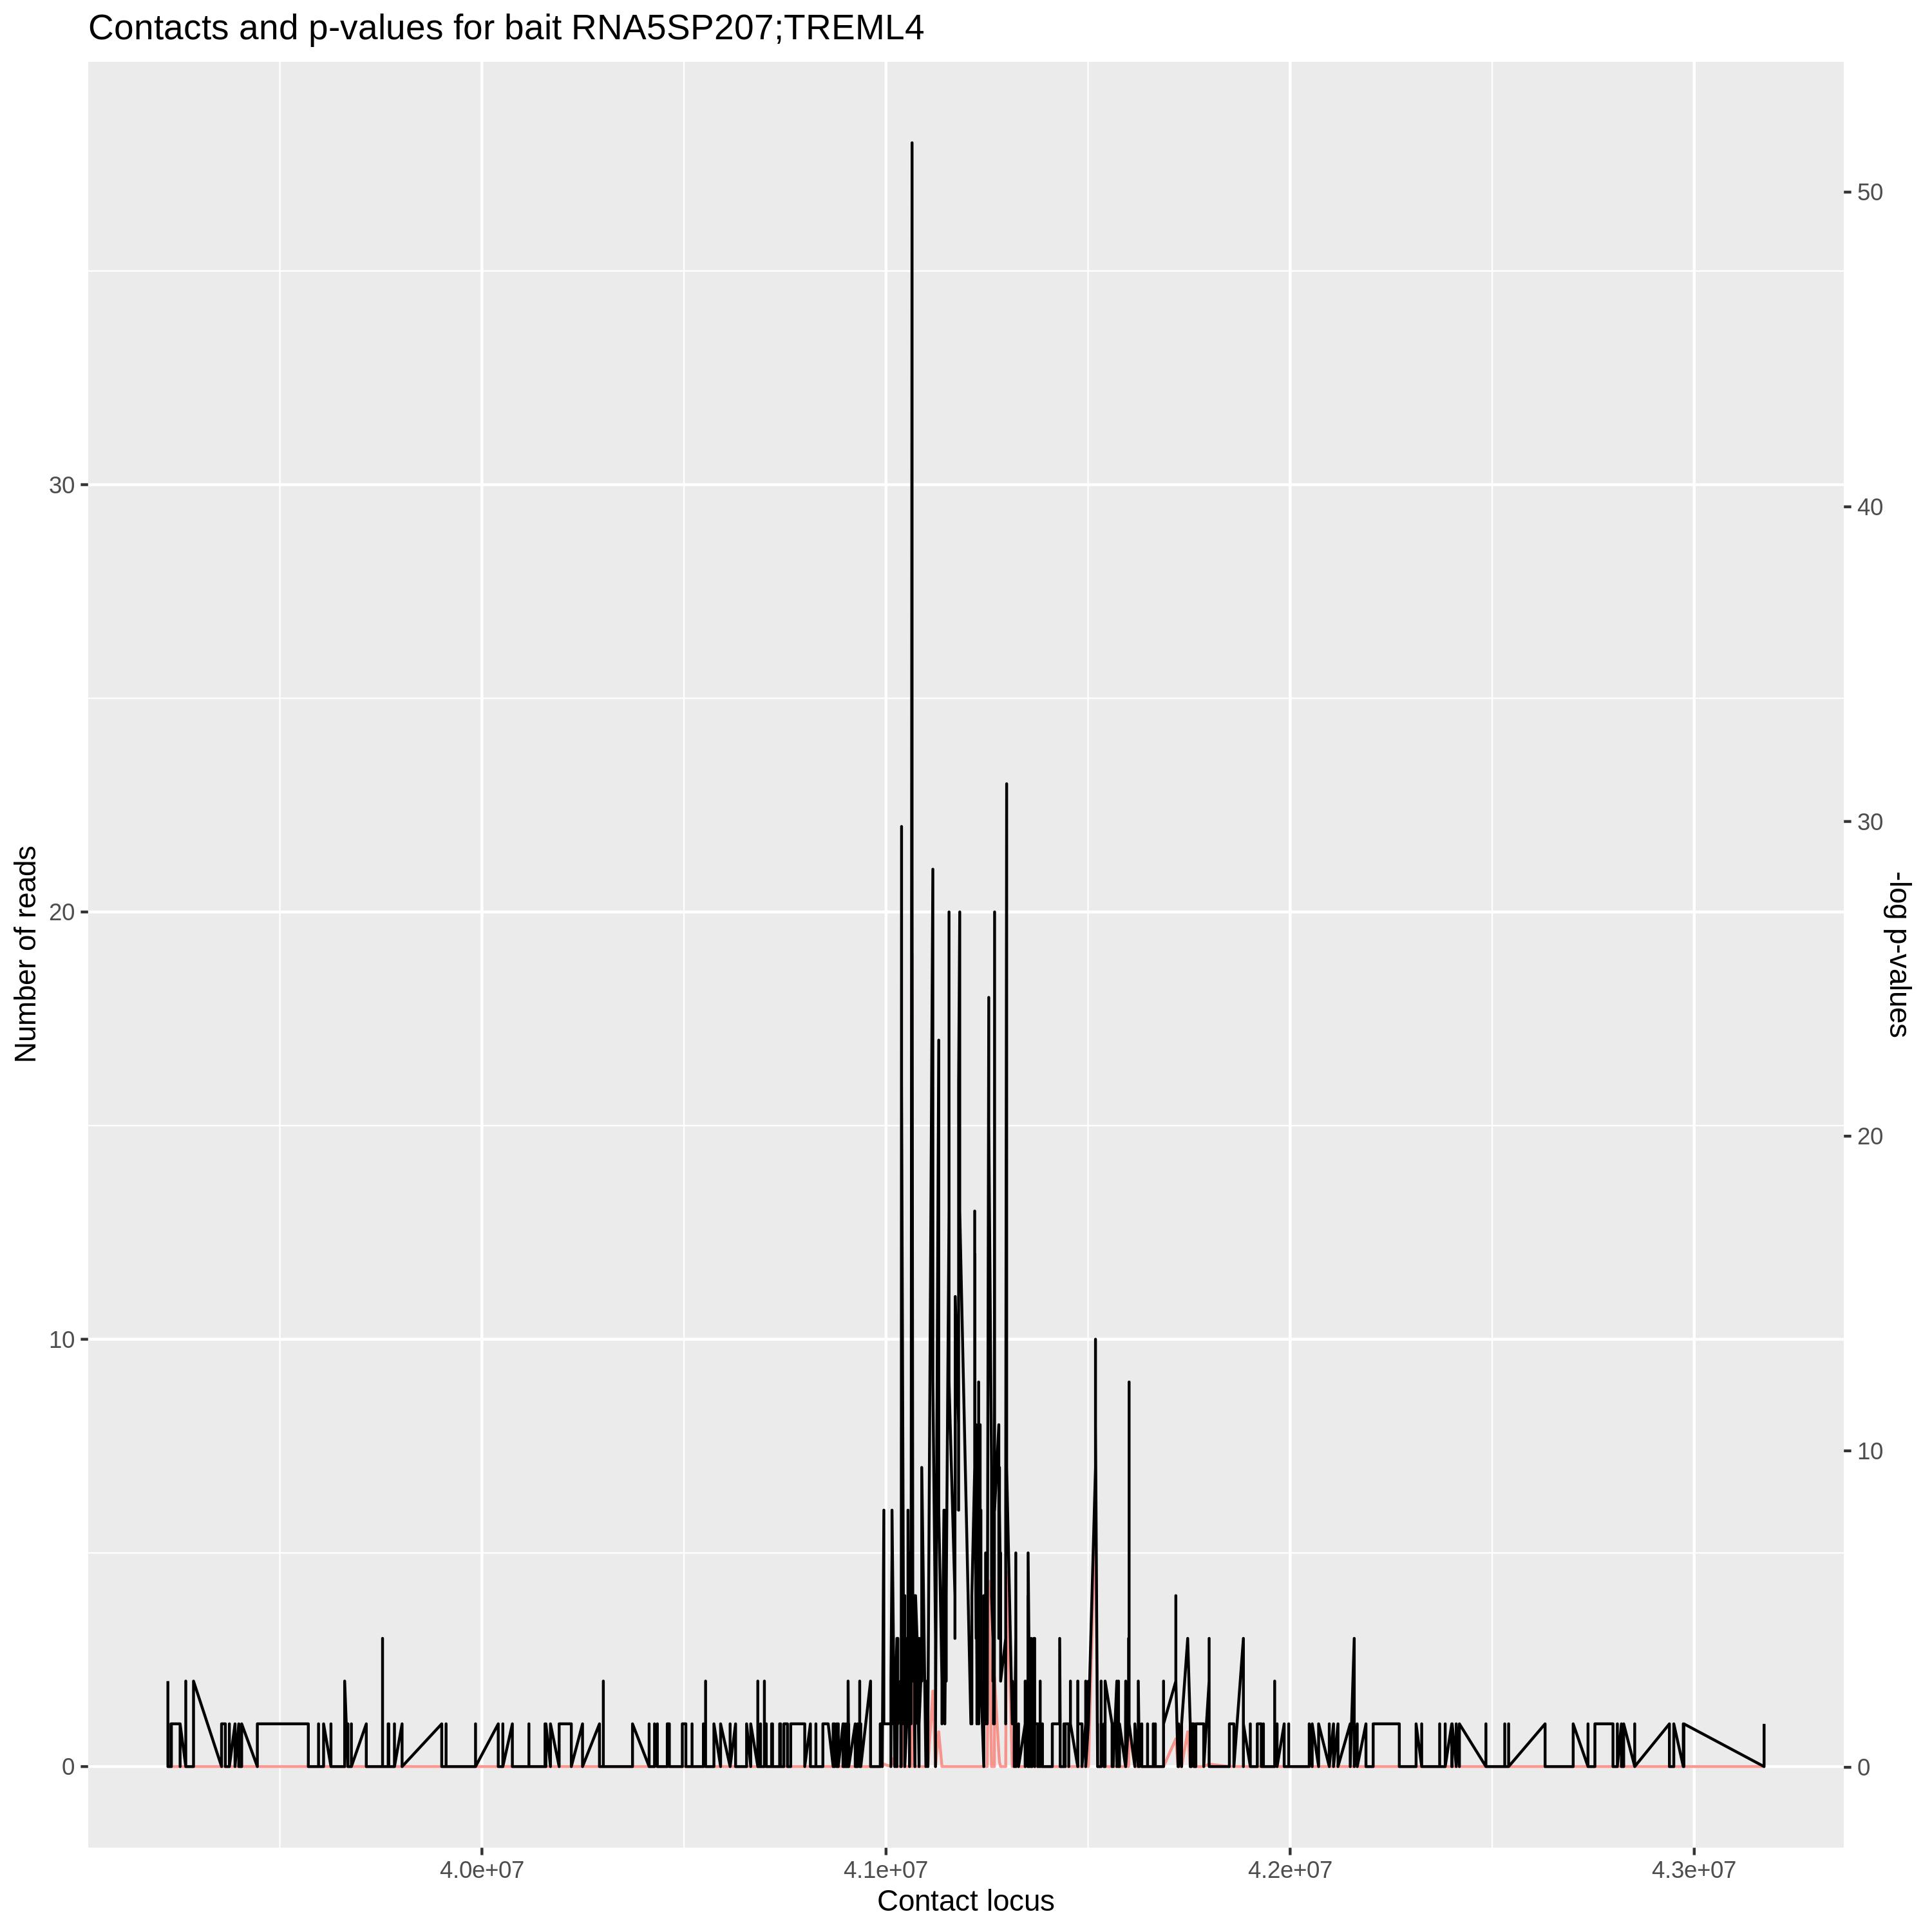 Contacts and p-values for bait RNA5SP207;TREML4
Number of reads
30
20
10
0
50
40
30
20
10
0
-log p-values
4.0e+07
4.1e+07
4.2e+07
4.3e+07
Contact locus